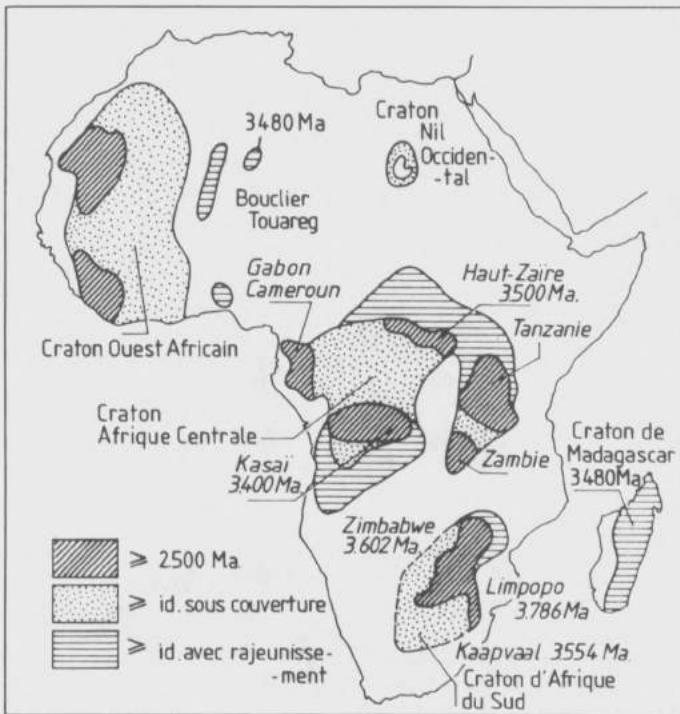 3480 Ma
Craton
Nil
Occiden-
-tal
Bouclier
Touareg
Gabon
Cameroun
Haut-Zaïre
3500 Ma.
Tanzanie
Craton Ouest Africain
Craton
Afrique Centrale
Kasaï
3.400 Ma.
Zambie
Craton de
Madagascar
3480 Ma
Zimbabwe
3.602 Ma.
Limpopo
3.786 Ma
Kaapvaal 3554 Ma.
Craton d'Afrique
du Sud
≥ 2500 Ma.
≥ id. sous couverture
≥ id. avec rajeunisse-
-ment